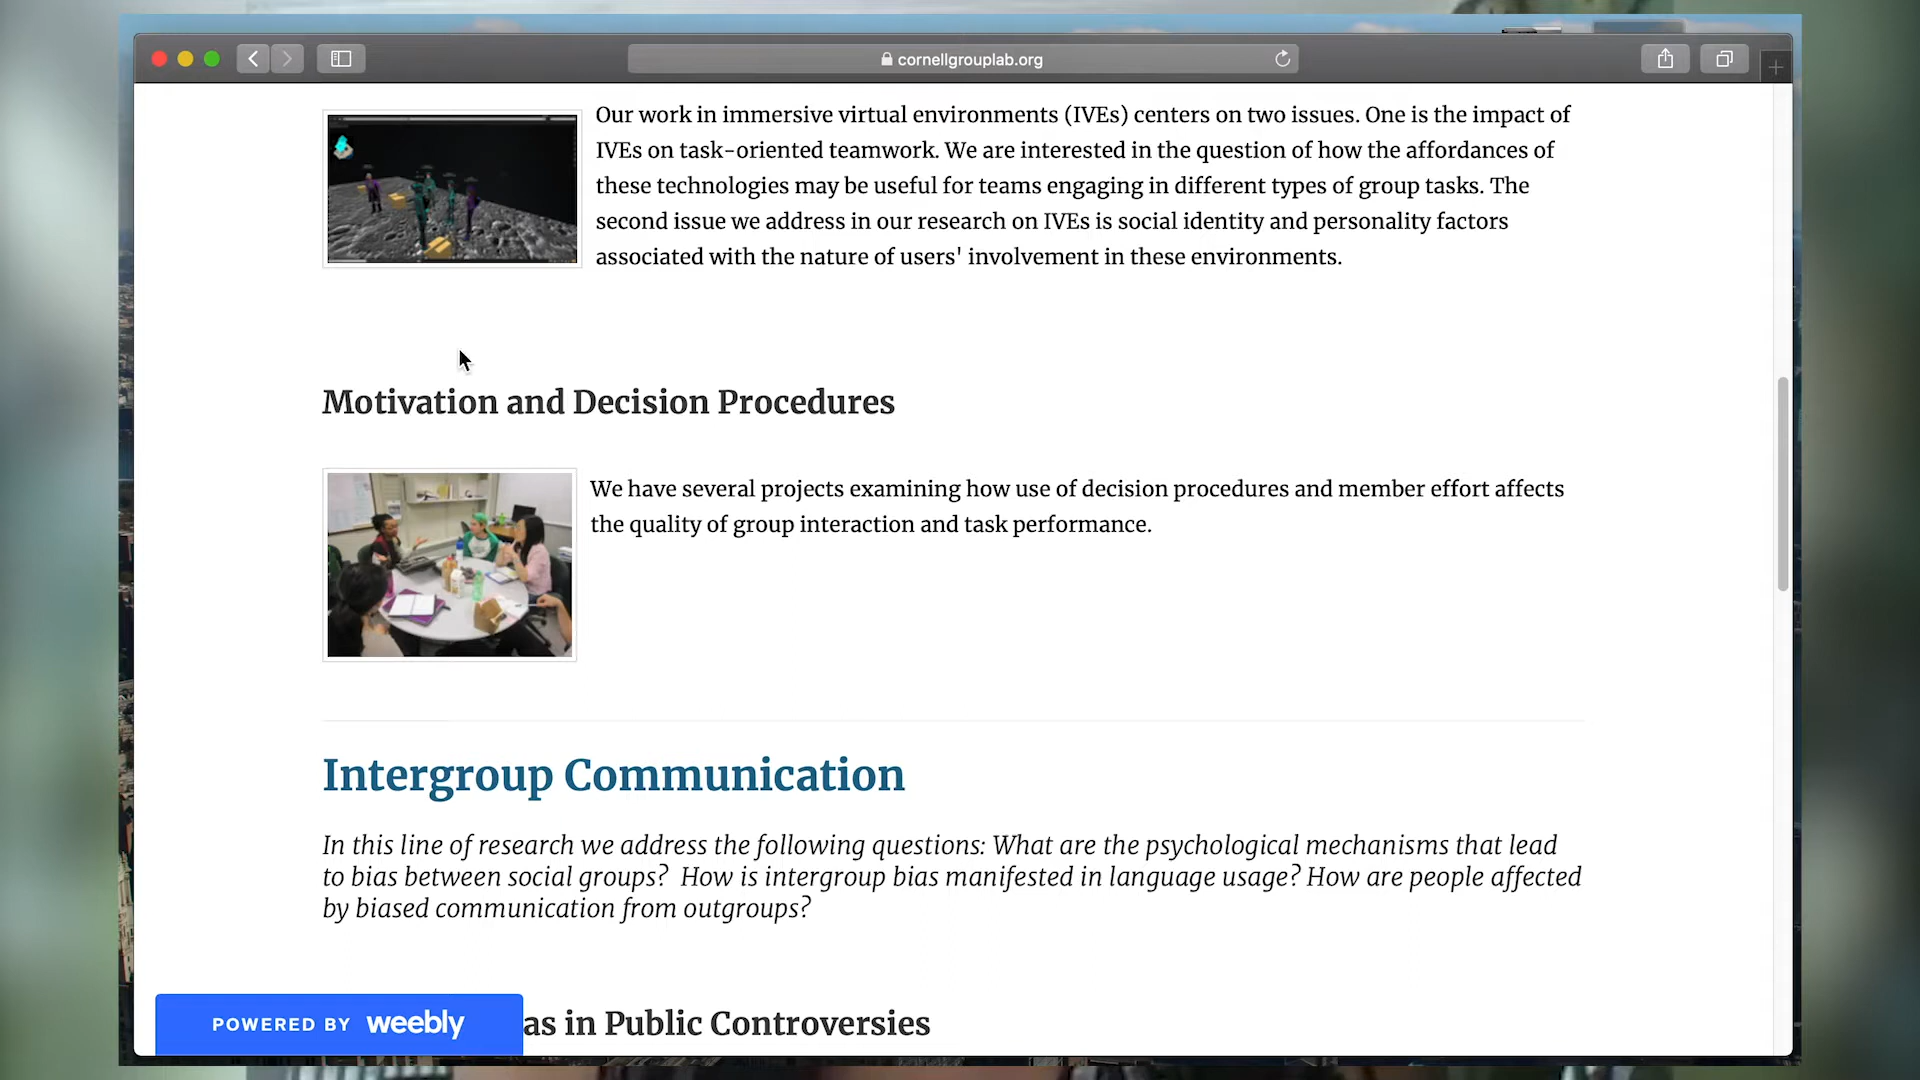 cornellgrouplab.org
Our work in immersive virtual environments (IVEs) centers on two issues. One is the impact of
IVEs on task-oriented teamwork. We are interested in the question of how the affordances of
these technologies may be useful for teams engaging in different types of group tasks. The
second issue we address in our research on IVEs is social identity and personality factors
associated with the nature of users' involvement in these environments.
Motivation and Decision Procedures
We have several projects examining how use of decision procedures and member effort affects
the quality of group interaction and task performance.
Intergroup Communication
In this line of research we address the following questions: What are the psychological mechanisms that lead
to bias between social groups?  How is intergroup bias manifested in language usage? How are people affected
by biased communication from outgroups?
as in Public Controversies
POWERED BY weebly